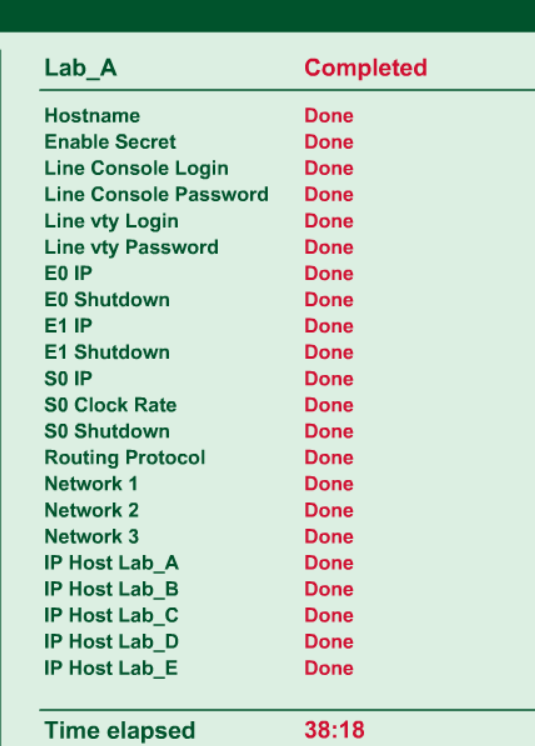 Lab_A Completed
Hostname Done
Enable Secret Done
Line Console Login Done
Line Console Password Done
Line vty Login Done
Line vty Password Done
E0 IP Done
E0 Shutdown Done
E1 IP Done
E1 Shutdown Done
S0 IP Done
S0 Clock Rate Done
S0 Shutdown Done
Routing Protocol Done
Network 1 Done
Network 2 Done
Network 3 Done
IP Host Lab_A Done
IP Host Lab_B Done
IP Host Lab_C Done
IP Host Lab_D Done
IP Host Lab_E Done
Time elapsed 38:18